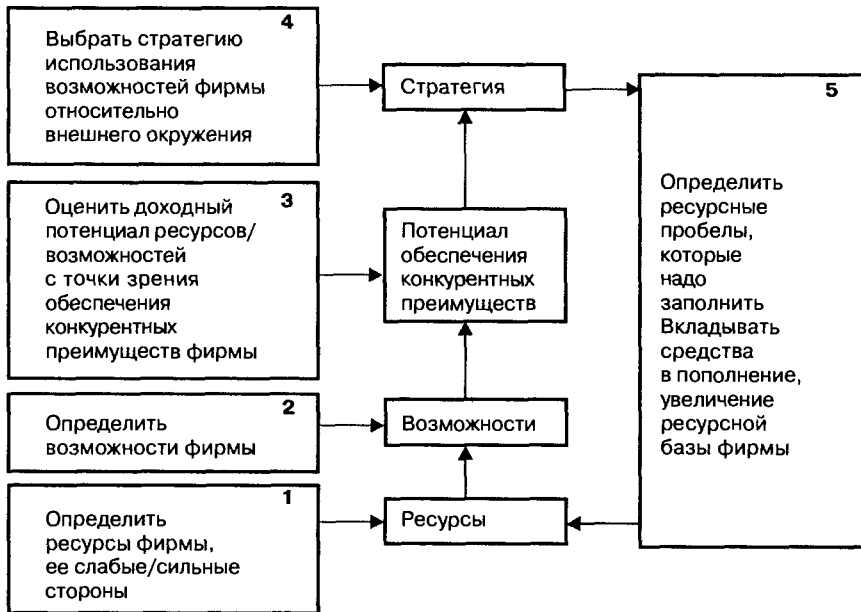 4
Выбрать стратегию
использования
возможностей фирмы
относительно
внешнего окружения
Стратегия
5
Определить
ресурсные
пробелы,
которые
надо
заполнить
Вкладывать
средства
в пополнение,
увеличение
ресурсной
базы фирмы
3
Оценить доходный
потенциал ресурсов/
возможностей
с точки зрения
обеспечения
конкурентных
преимуществ фирмы
Потенциал
обеспечения
конкурентных
преимуществ
2
Определить
возможности фирмы
Возможности
1
Определить
ресурсы фирмы,
ее слабые/сильные
стороны
Ресурсы